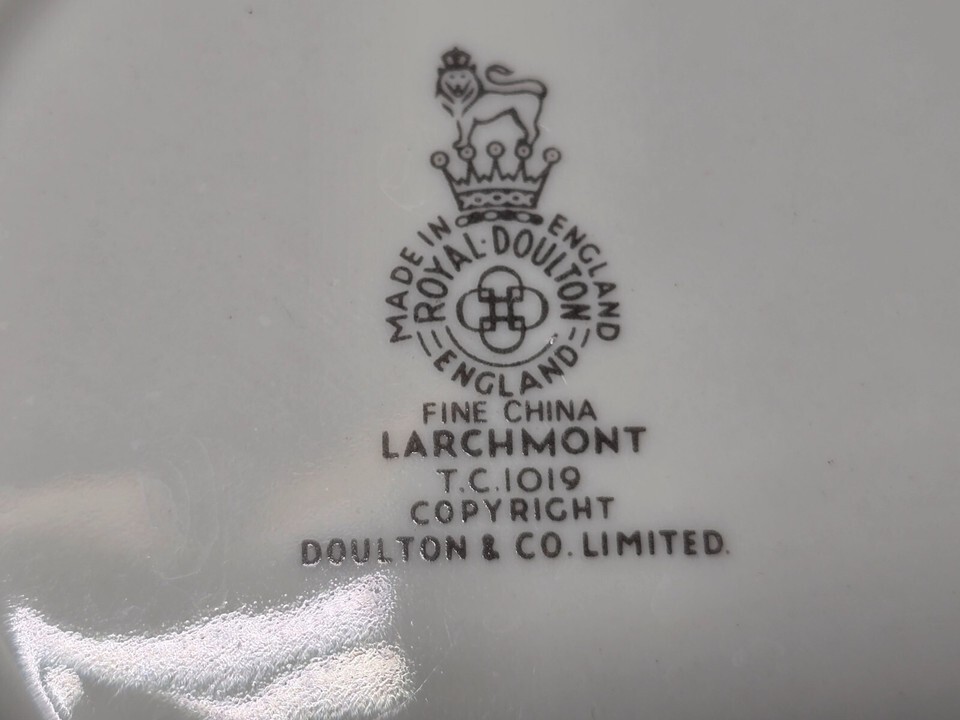 MADE IN ENGLAND
ROYAL·DOULTON
ENGLAND
FINE CHINA
LARCHMONT
T.C.1019
COPYRIGHT
DOULTON & CO. LIMITED.